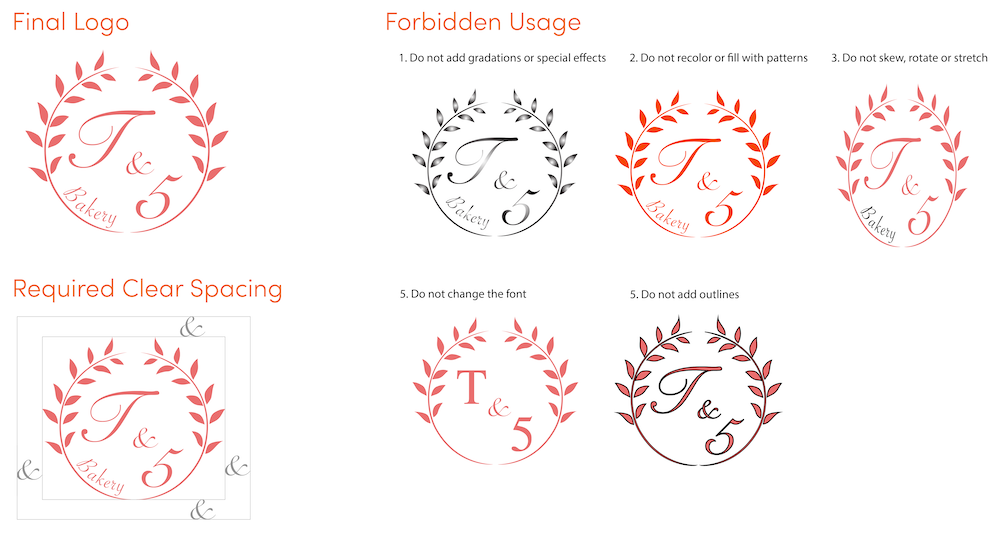 Final Logo
T
&
5
Bakery
Required Clear Spacing
&
T
&
5
Bakery
&
&
&
Forbidden Usage
1. Do not add gradations or special effects
T
&
5
Bakery
2. Do not recolor or fill with patterns
T
&
5
Bakery
3. Do not skew, rotate or stretch
T
&
5
Bakery
5. Do not change the font
T
&
5
5. Do not add outlines
T
&
5